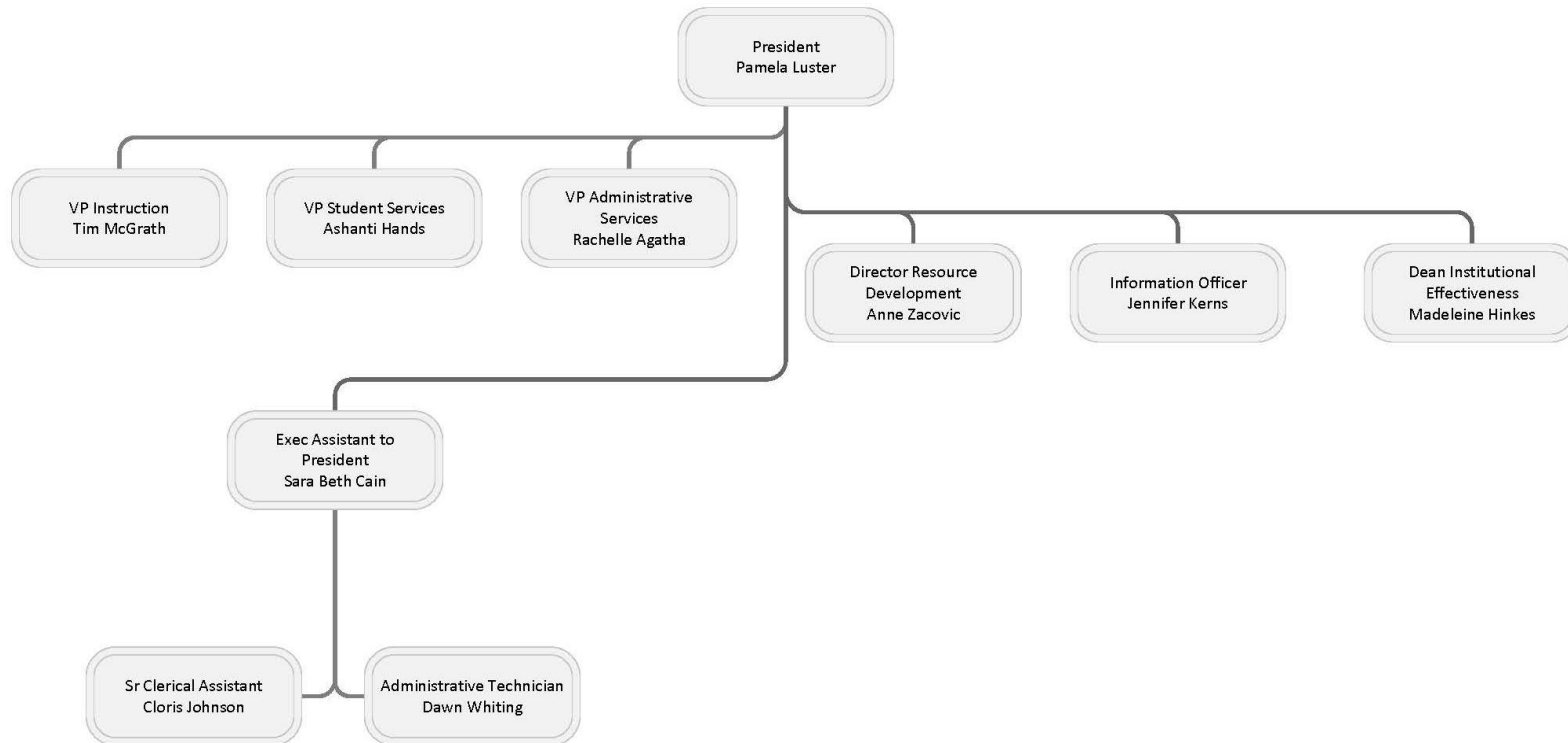 President
Pamela Luster
VP Instruction
Tim McGrath
VP Student Services
Ashanti Hands
VP Administrative
Services
Rachelle Agatha
Director Resource
Development
Anne Zacovic
Information Officer
Jennifer Kerns
Dean Institutional
Effectiveness
Madeleine Hinkes
Exec Assistant to
President
Sara Beth Cain
Sr Clerical Assistant
Cloris Johnson
Administrative Technician
Dawn Whiting